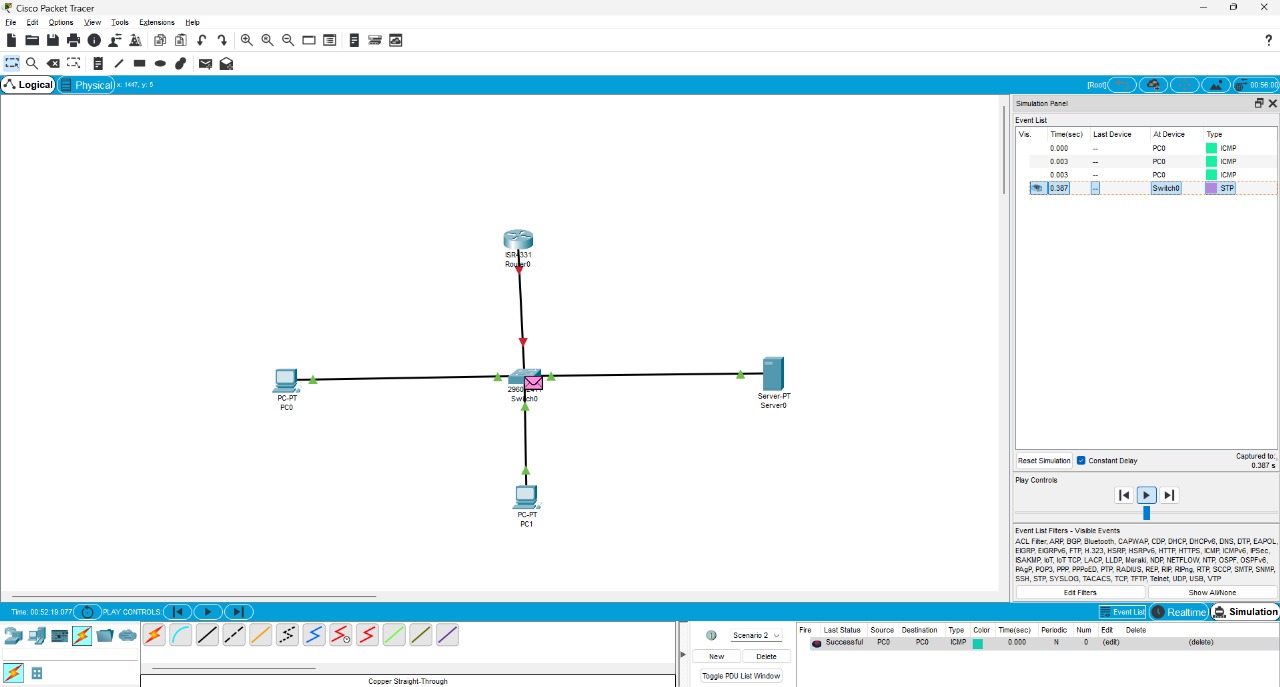 Cisco Packet Tracer
File Edit Options View Tools Extensions Help
?
Logical Physical x: 1447, y: 5 [Root] 00:56:00
Simulation Panel
Event List
Vis. Time(sec) Last Device At Device Type
0.000 -- PC0 ICMP
0.003 -- PC0 ICMP
0.003 -- PC0 ICMP
0.387 -- Switch0 STP
ISR4331
Router0
PC-PT
PC0
Switch0
Server-PT
Server0
PC-PT
PC1
Reset Simulation Constant Delay Captured to:
0.387 s
Play Controls
Event List Filters - Visible Events
ACL Filter, ARP, BGP, Bluetooth, CAPWAP, CDP, DHCP, DHCPv6, DNS, DTP, EAPOL,
EIGRP, EIGRPv6, FTP, H.323, HSRP, HSRPv6, HTTP, HTTPS, ICMP, ICMPv6, IPSec,
ISAKMP, IoT, IoT TCP, LACP, LLDP, Meraki, NDP, NETFLOW, NTP, OSPF, OSPFv6,
PAgP, POP3, PPP, PPPoED, PTP, RADIUS, REP, RIP, RIPng, RTP, SCCP, SMTP, SNMP,
SSH, STP, SYSLOG, TACACS, TCP, TFTP, Telnet, UDP, USB, VTP
Edit Filters Show All/None
Time: 00:52:19.077 PLAY CONTROLS: Event List Realtime Simulation
Scenario 2
New Delete
Toggle PDU List Window
Fire Last Status Source Destination Type Color Time(sec) Periodic Num Edit Delete
Successful PC0 PC0 ICMP 0.000 N 0 (edit) (delete)
Copper Straight-Through